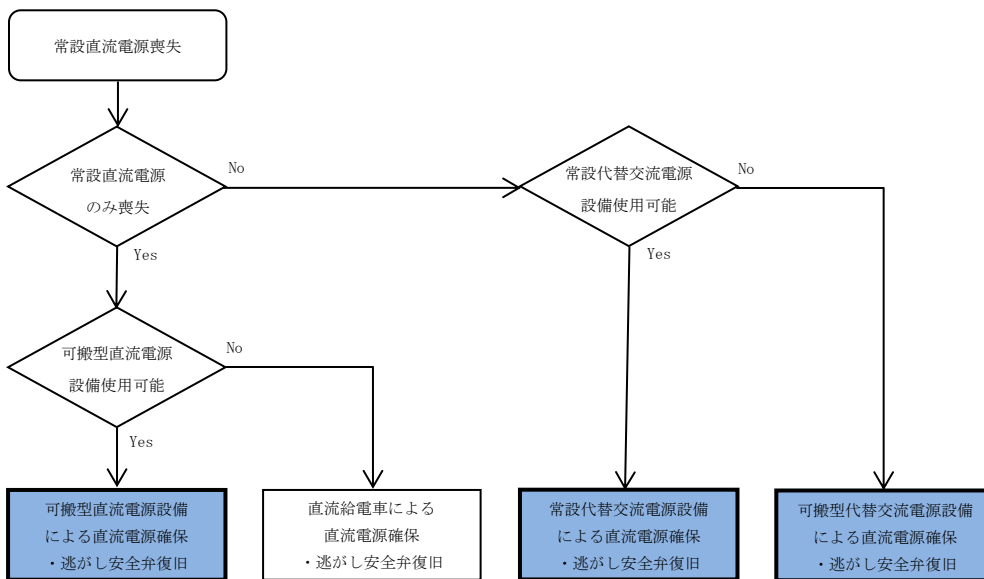 常設直流電源喪失
常設直流電源
のみ喪失
No
常設代替交流電源
設備使用可能
No
Yes
Yes
可搬型直流電源
設備使用可能
No
Yes
可搬型直流電源設備
による直流電源確保
・逃がし安全弁復旧
直流給電車による
直流電源確保
・逃がし安全弁復旧
常設代替交流電源設備
による直流電源確保
・逃がし安全弁復旧
可搬型代替交流電源設備
による直流電源確保
・逃がし安全弁復旧